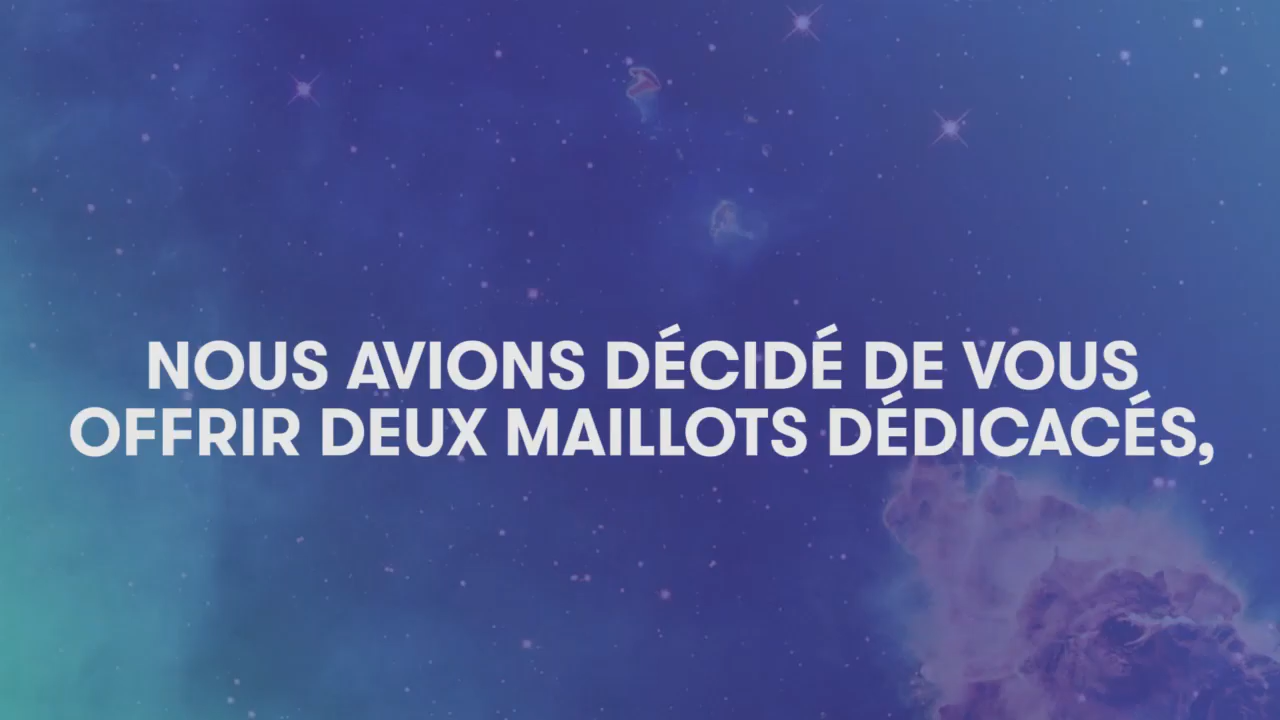 NOUS AVIONS DÉCIDÉ DE VOUS
OFFRIR DEUX MAILLOTS DÉDICACÉS,